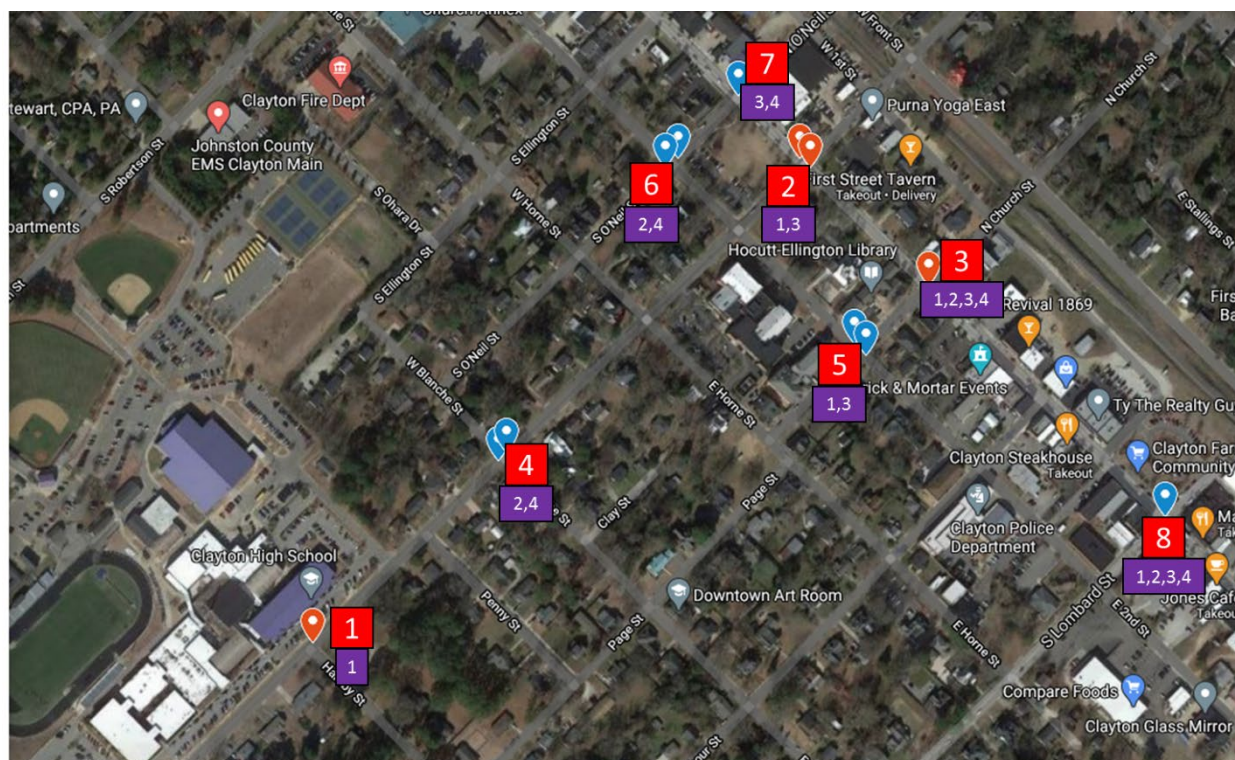 Church Annex
W Front St
W 1st St
N Church St
7
3,4
Clayton Fire Dept
Purna Yoga East
tewart, CPA, PA
Johnston County
EMS Clayton Main
S Robertson St
S Ellington St
6
2,4
2
1,3
irst Street Tavern
Takeout • Delivery
N Church St
E Stallings St
partments
S Ohara Dr
W Horne St
S O'Neil St
Hocutt-Ellington Library
3
1,2,3,4
Revival 1869
S Ellington St
5
1,3
rick & Mortar Events
S O'Neil St
W Blanche St
E Horne St
Ty The Realty Gu
Clayton Steakhouse
Takeout
Clayton Far
Community
4
2,4
Clay St
Page St
Clayton Police
Department
8
1,2,3,4
Jones Cafe
Takeout
Clayton High School
Downtown Art Room
1
1
Penny St
Page St
E Horne St
S Lombard St
E 2nd St
Compare Foods
Clayton Glass Mirror